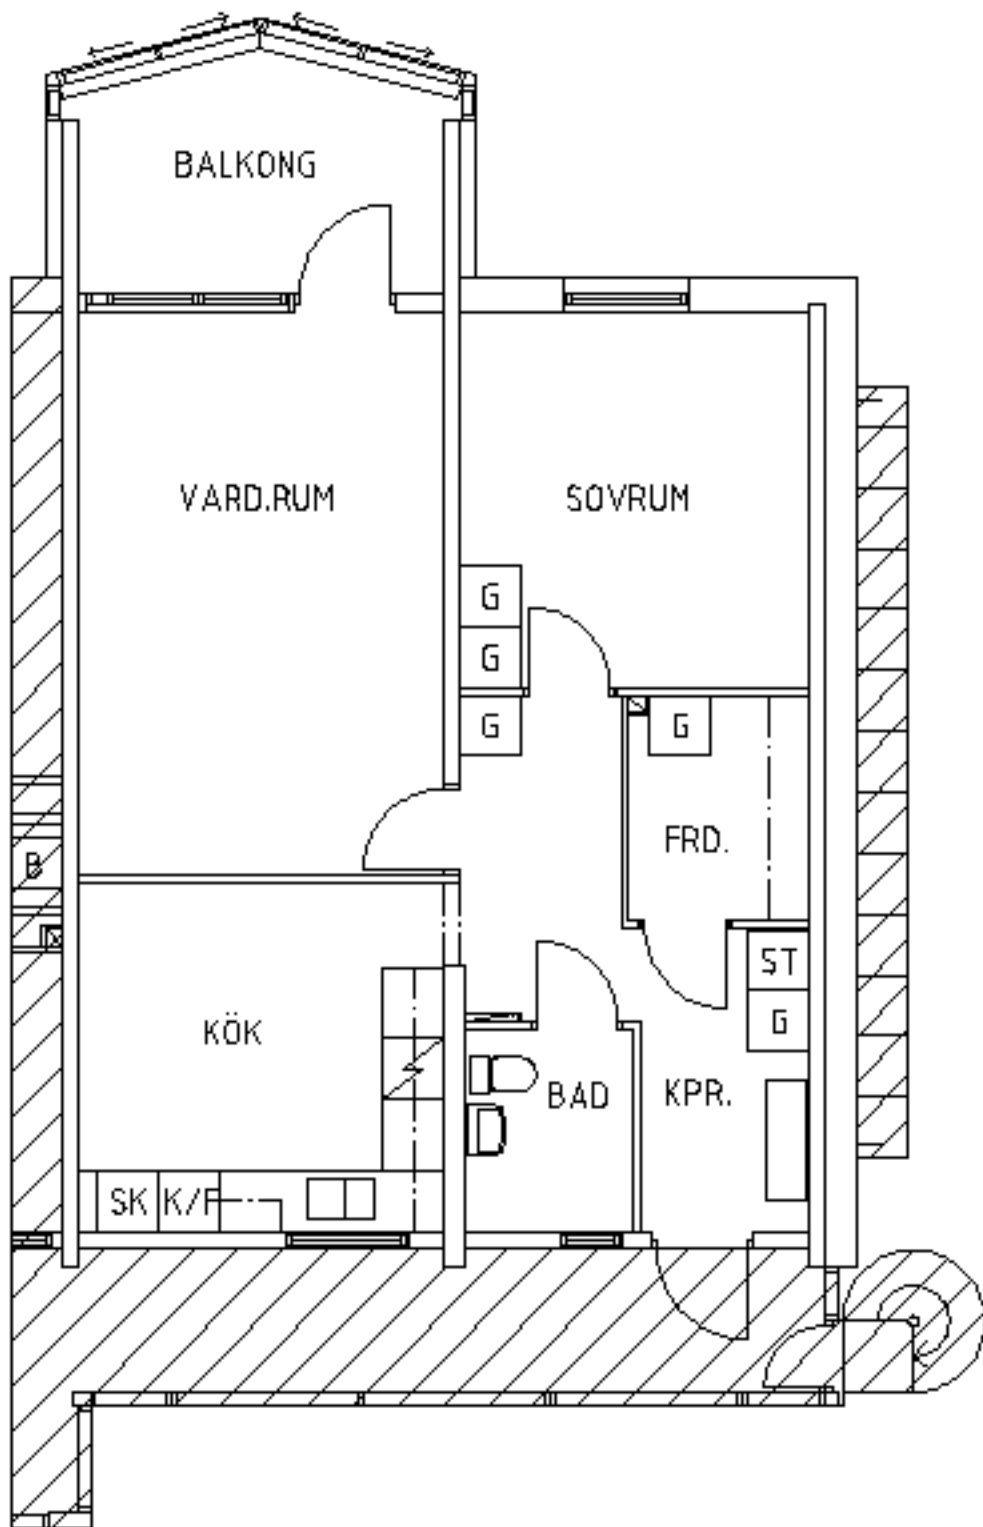 BALKONG
VARD.RUM
SOVRUM
G
G
G
G
FRD.
B
ST
G
KÖK
BAD
KPR.
SK
K/F